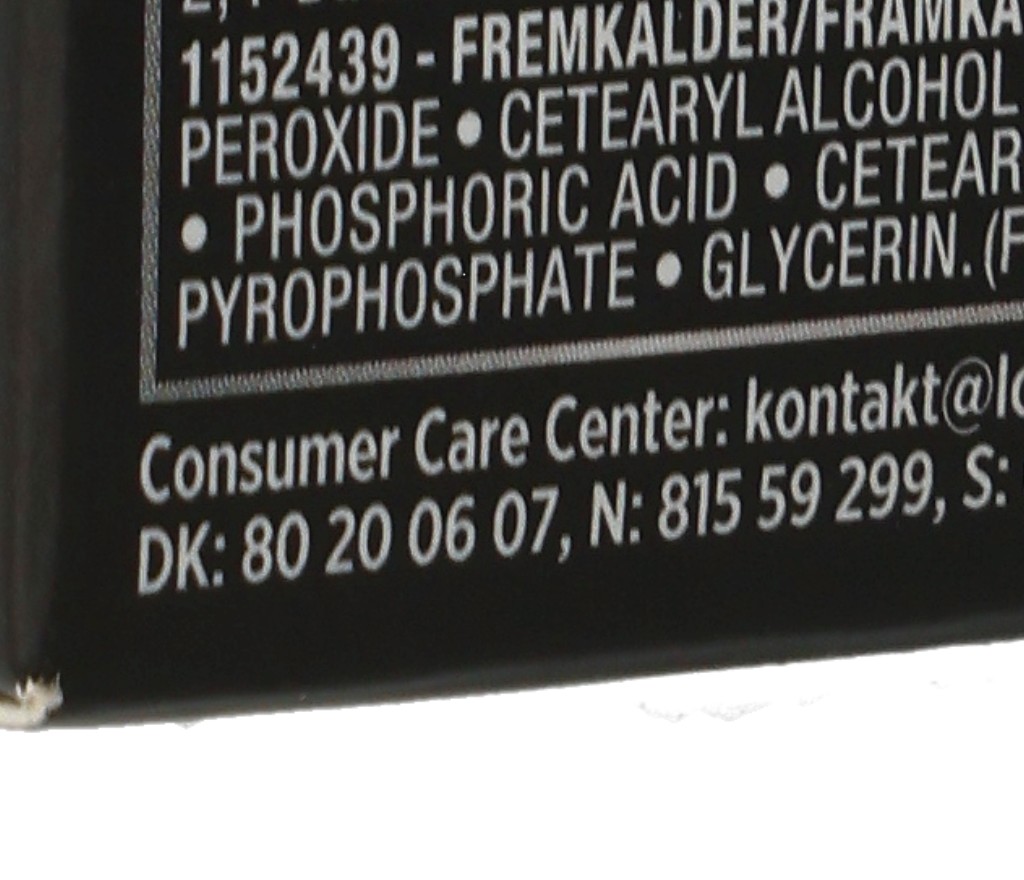 1152439 - FREMKALDER/FRAMKA
PEROXIDE • CETEARYL ALCOHOL
• PHOSPHORIC ACID • CETEAR
PYROPHOSPHATE • GLYCERIN. (F
Consumer Care Center: kontakt@lo
DK: 80 20 06 07, N: 815 59 299, S: